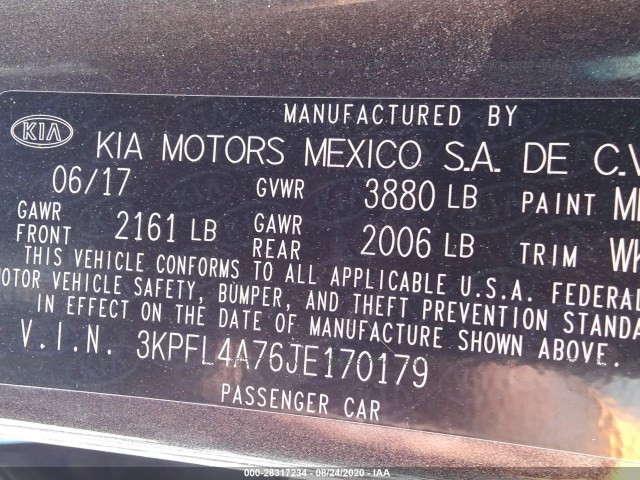 MANUFACTURED BY
KIA KIA MOTORS MEXICO S.A. DE C.V
06/17 GVWR 3880 LB PAINT
GAWR FRONT 2161 LB GAWR REAR 2006 LB TRIM WK
THIS VEHICLE CONFORMS TO ALL APPLICABLE U.S.A. FEDERAL
MOTOR VEHICLE SAFETY, BUMPER, AND THEFT PREVENTION STANDA
IN EFFECT ON THE DATE OF MANUFACTURE SHOWN ABOVE.
V.I.N. 3KPFL4A76JE170179
PASSENGER CAR
000-28317234 - 08/24/2020 - IAA